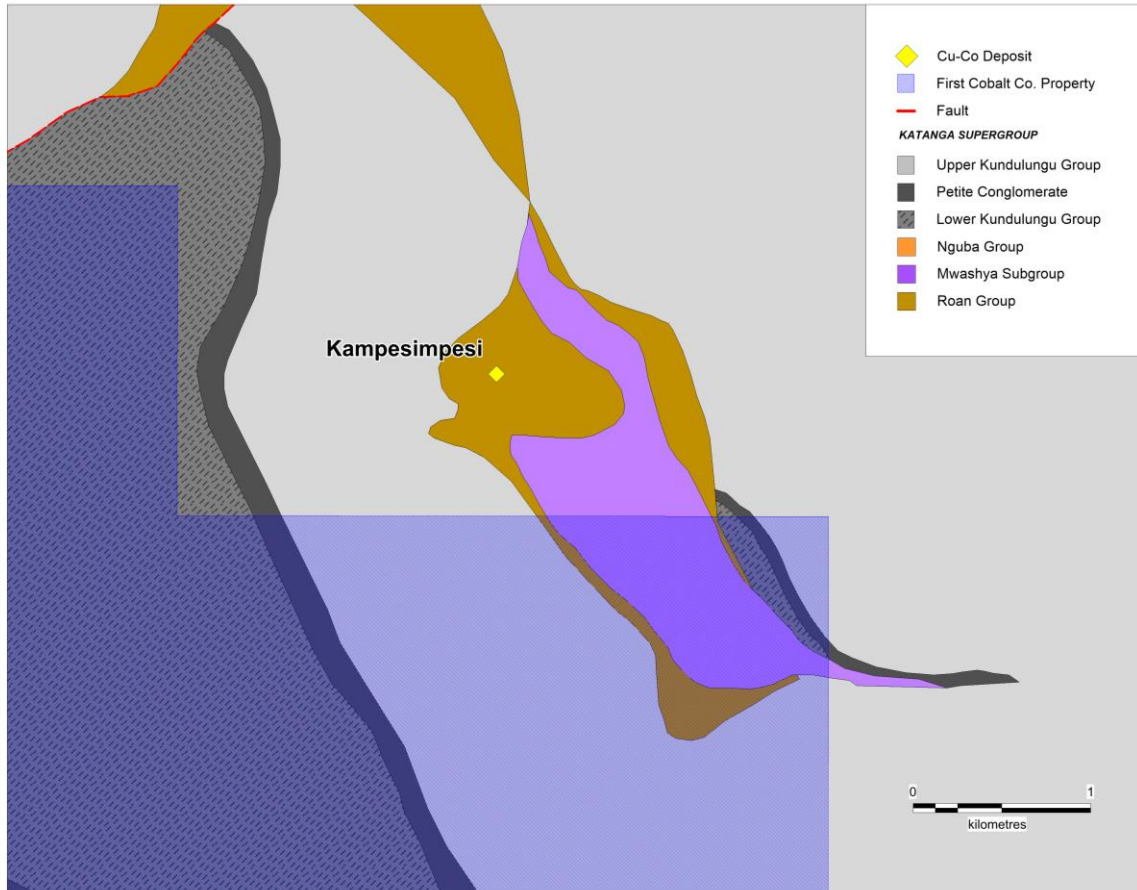 Cu-Co Deposit
First Cobalt Co. Property
Fault
KATANGA SUPERGROUP
Upper Kundulungu Group
Petite Conglomerate
Lower Kundulungu Group
Nguba Group
Mwashya Subgroup
Roan Group
Kampesimpesi
0 1
kilometres